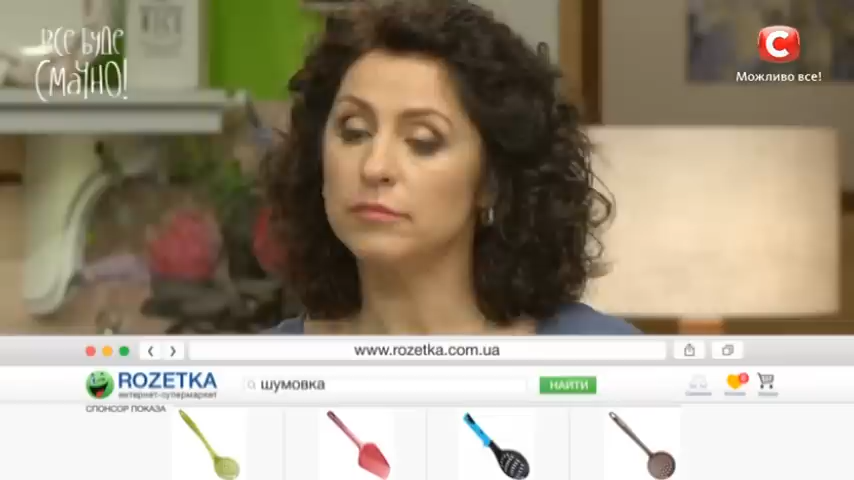 ВСЕ БУДЕ
СМАЧНО!
С
Можливо все!
www.rozetka.com.ua
ROZETKA
интернет-супермаркет
шумовка
НАЙТИ
СПОНСОР ПОКАЗА